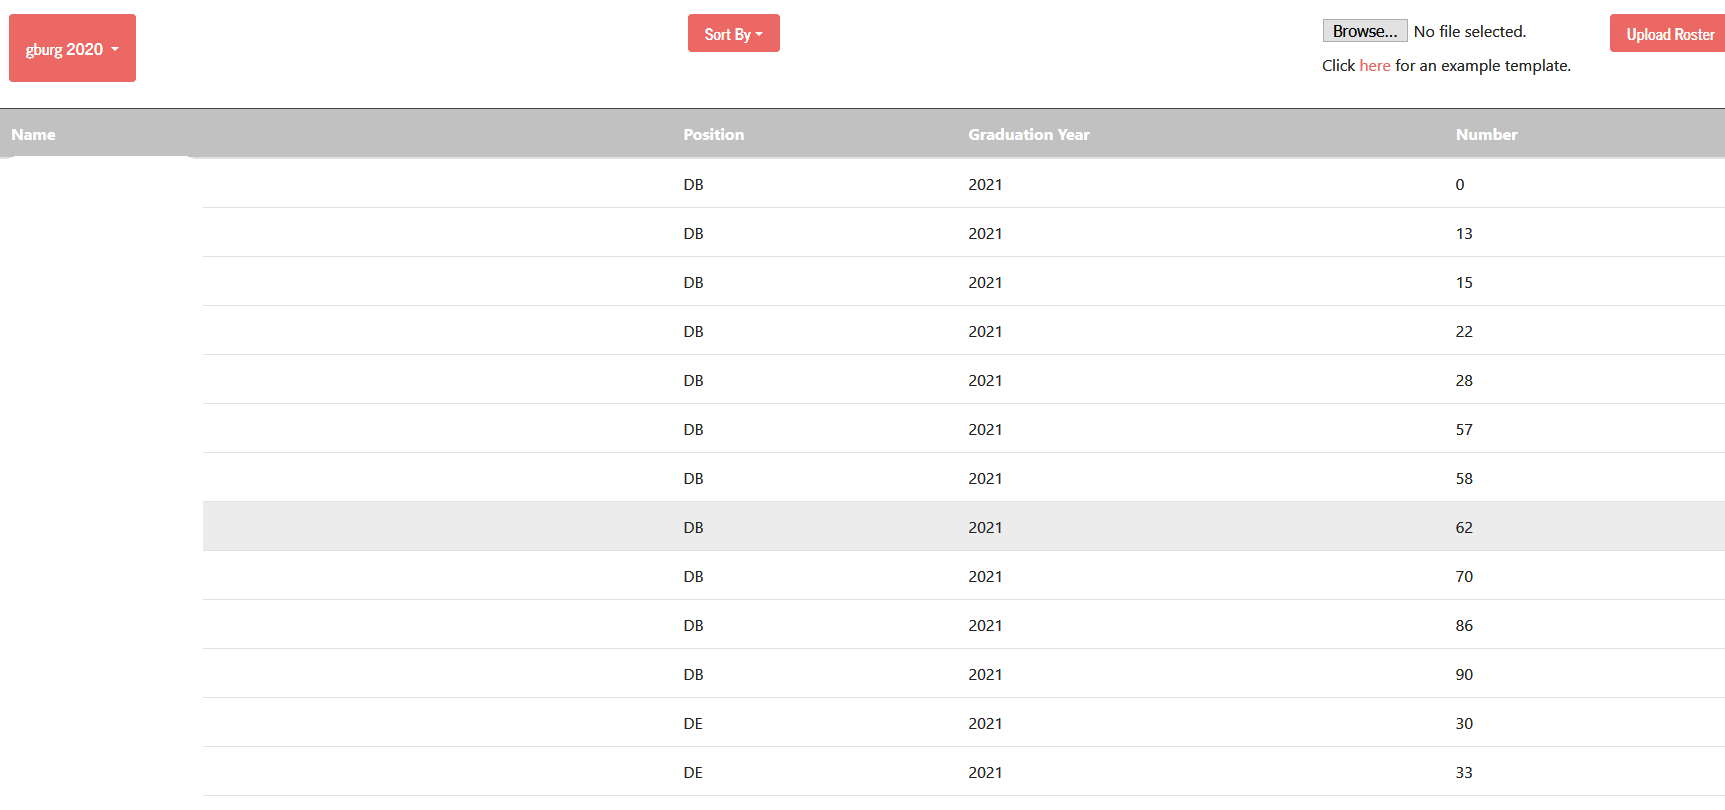 gburg 2020
Sort By
Browse... No file selected.
Upload Roster
Click here for an example template.
Name Position Graduation Year Number
DB 2021 0
DB 2021 13
DB 2021 15
DB 2021 22
DB 2021 28
DB 2021 57
DB 2021 58
DB 2021 62
DB 2021 70
DB 2021 86
DB 2021 90
DE 2021 30
DE 2021 33